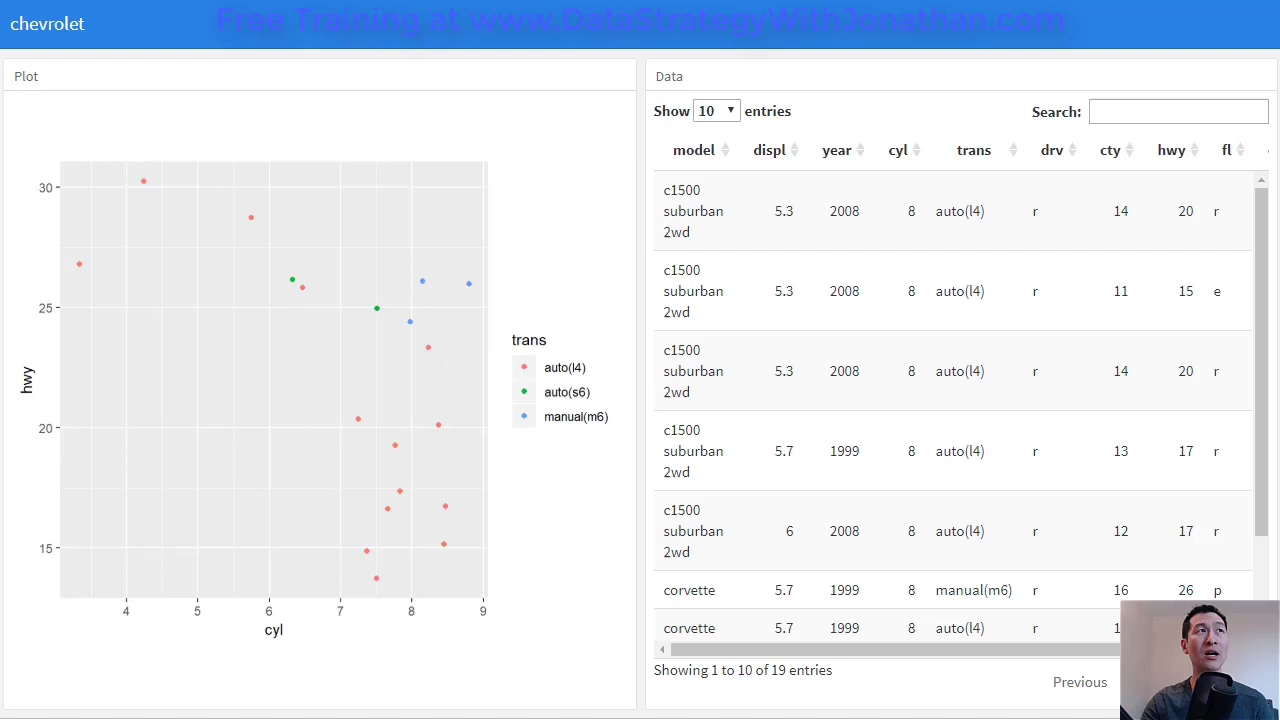 Free Training at www.DataStrategyWithJonathan.com
chevrolet
Plot
30
25
20
15
hwy
4 5 6 7 8 9
cyl
trans
auto(l4)
auto(s6)
manual(m6)
Data
Show 10 entries
Search:
model displ year cyl trans drv cty hwy fl
c1500
suburban 5.3 2008 8 auto(l4) r 14 20 r
2wd
c1500
suburban 5.3 2008 8 auto(l4) r 11 15 e
2wd
c1500
suburban 5.3 2008 8 auto(l4) r 14 20 r
2wd
c1500
suburban 5.7 1999 8 auto(l4) r 13 17 r
2wd
c1500
suburban 6 2008 8 auto(l4) r 12 17 r
2wd
corvette 5.7 1999 8 manual(m6) r 16 26 p
corvette 5.7 1999 8 auto(l4) r
Showing 1 to 10 of 19 entries
Previous